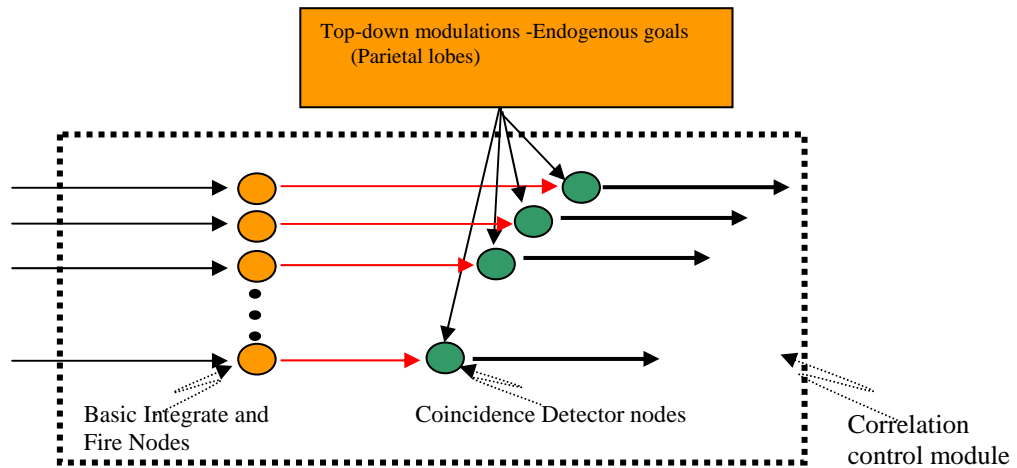 Top-down modulations -Endogenous goals
(Parietal lobes)
Basic Integrate and
Fire Nodes
Coincidence Detector nodes
Correlation
control module